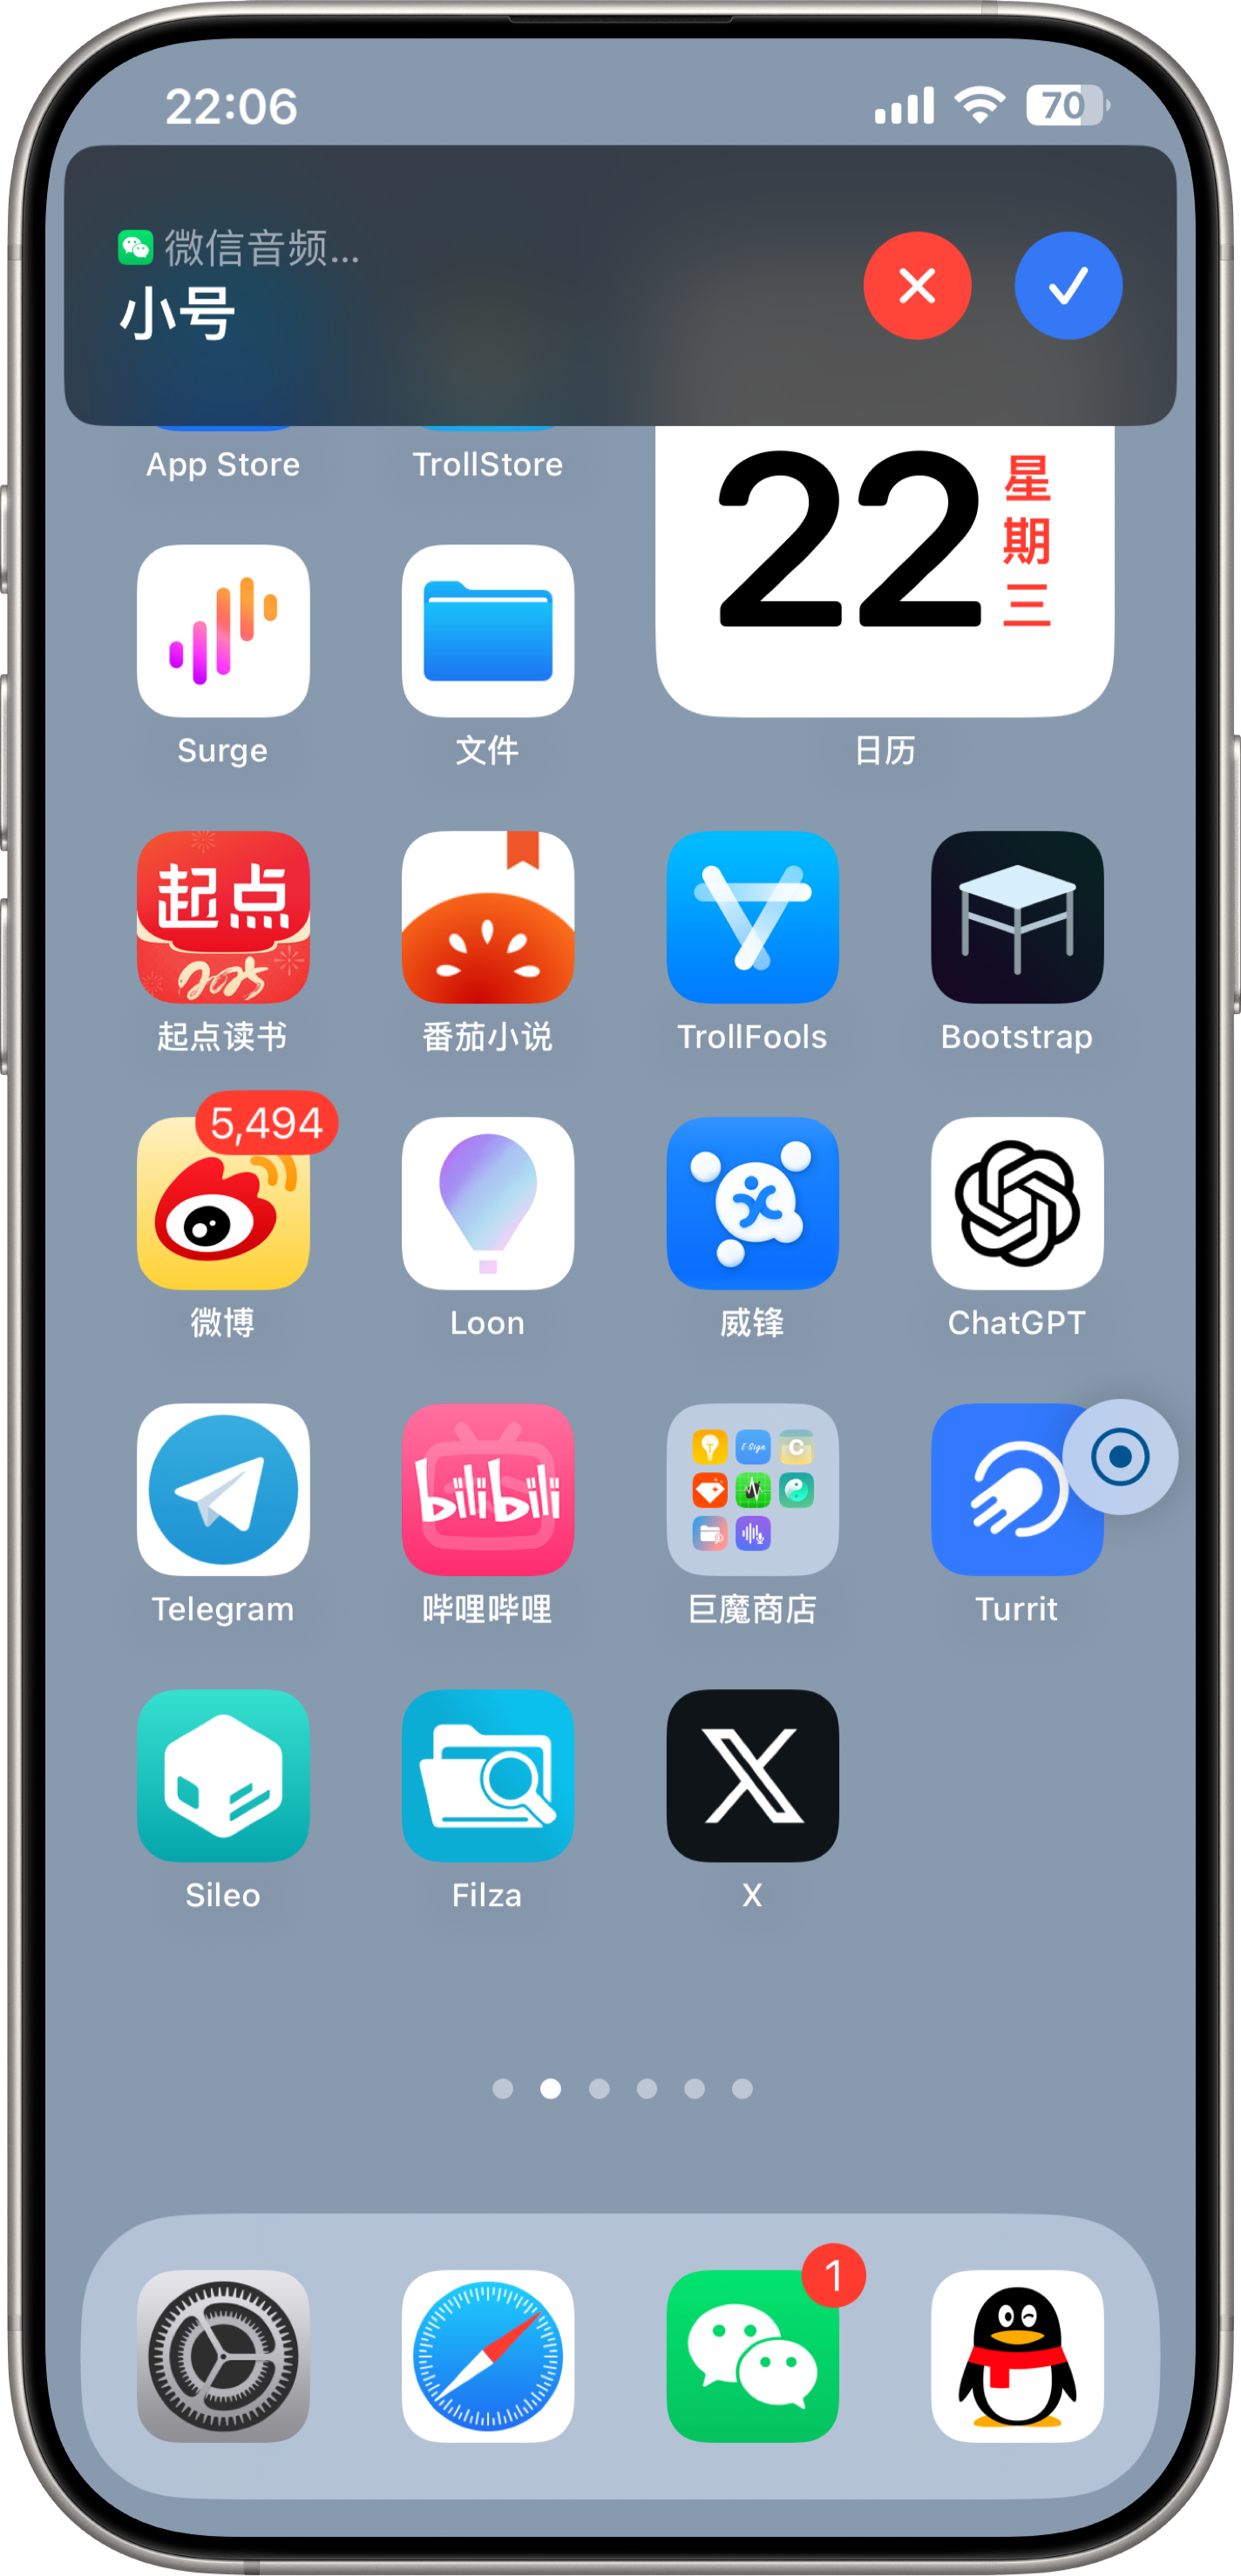 22:06
70
微信音频...
小号
App Store
TrollStore
22
星期三
Surge
文件
日历
起点
2025
起点读书
番茄小说
TrollFools
Bootstrap
5,494
微博
Loon
威锋
ChatGPT
bilibili
E-Sign
C
Telegram
哔哩哔哩
巨魔商店
Turrit
Sileo
Filza
X
1